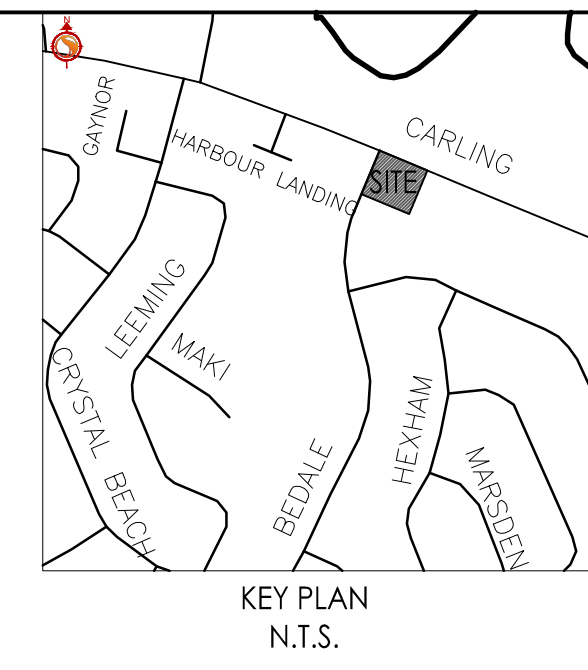 N
GAYNOR
HARBOUR LANDING
CARLING
SITE
LEEMING
MAKI
CRYSTAL BEACH
BEDALE
HEXHAM
MARSDEN
KEY PLAN
N.T.S.